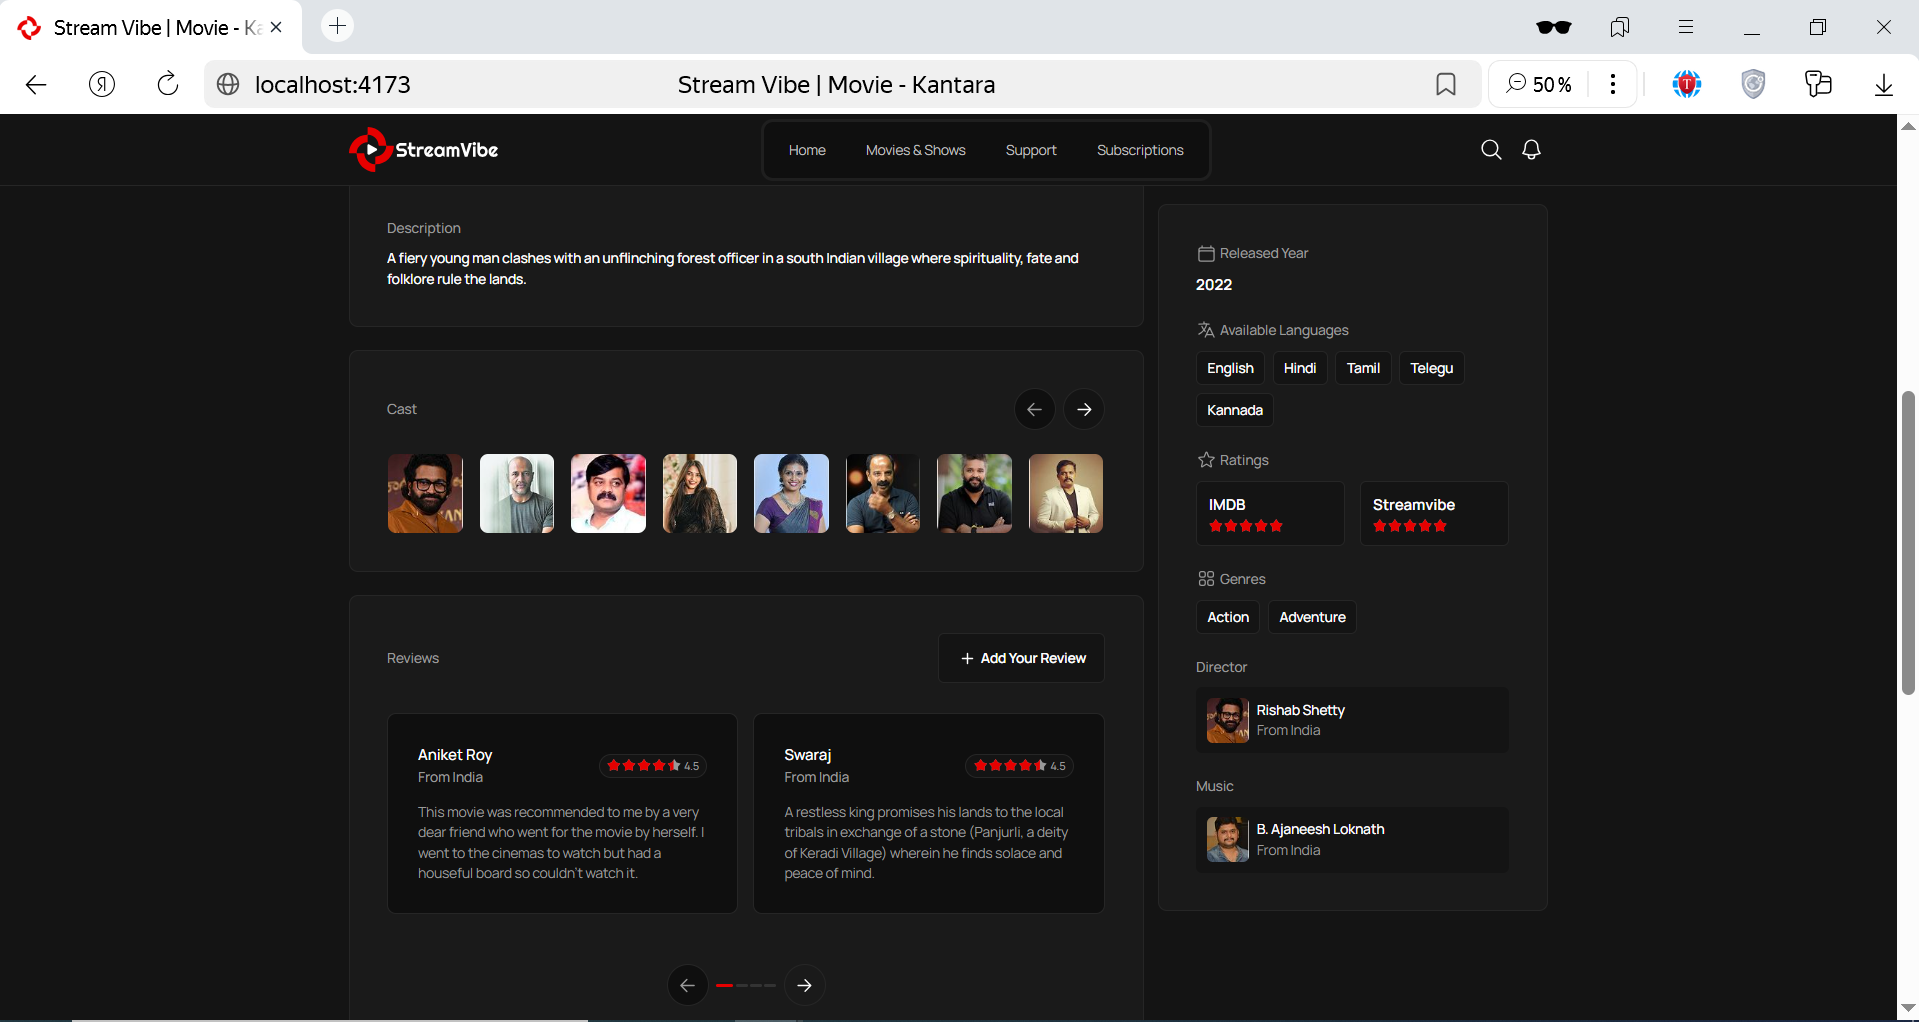 Stream Vibe | Movie - Ka
localhost:4173
Stream Vibe | Movie - Kantara
50 %
StreamVibe
Home
Movies & Shows
Support
Subscriptions
Description
A fiery young man clashes with an unflinching forest officer in a south Indian village where spirituality, fate and
folklore rule the lands.
Cast
Reviews
+ Add Your Review
Aniket Roy
From India
4.5
This movie was recommended to me by a very
dear friend who went for the movie by herself. I
went to the cinemas to watch but had a
houseful board so couldn't watch it.
Swaraj
From India
4.5
A restless king promises his lands to the local
tribals in exchange of a stone (Panjurli, a deity
of Keradi Village) wherein he finds solace and
peace of mind.
Released Year
2022
Available Languages
English
Hindi
Tamil
Telegu
Kannada
Ratings
IMDB
Streamvibe
Genres
Action
Adventure
Director
Rishab Shetty
From India
Music
B. Ajaneesh Loknath
From India